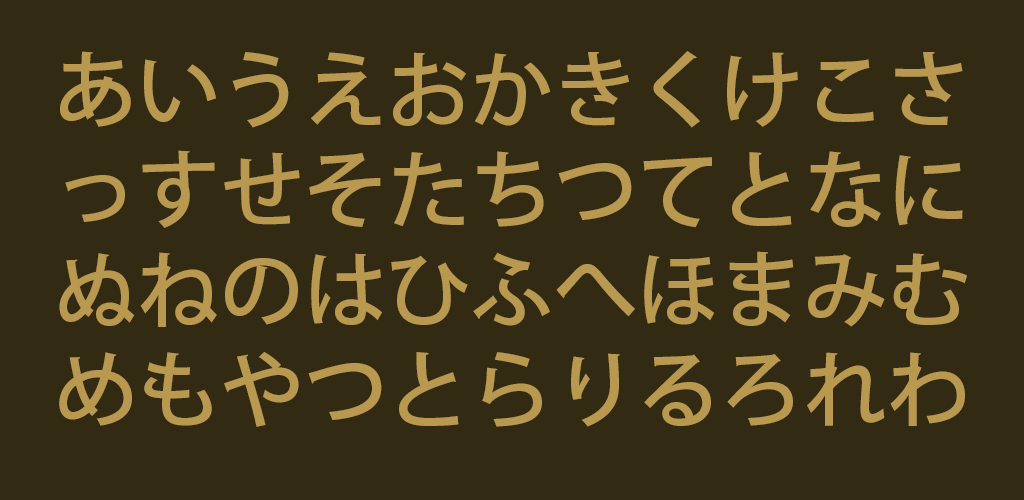 あいうえおかきくけこさ
っすせそたちつてとなに
ぬねのはひふへほまみむ
めもやつとらりるろれわ